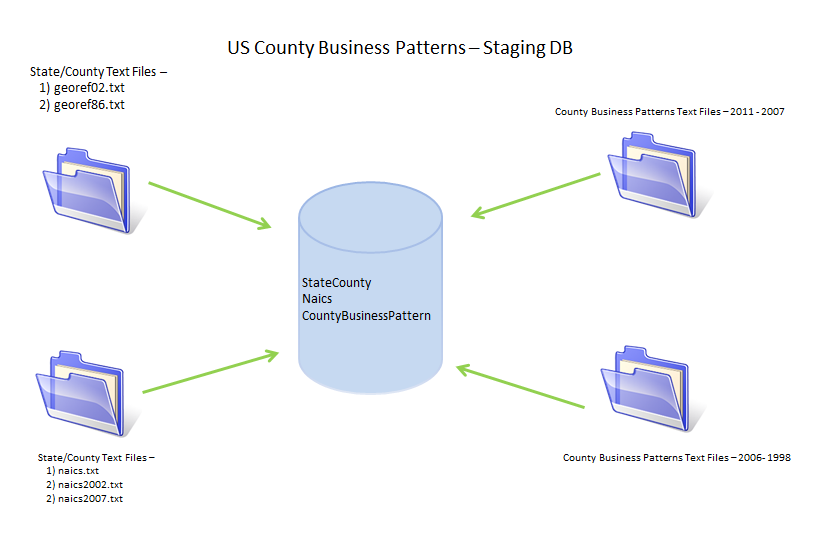 US County Business Patterns – Staging DB
State/County Text Files –
1) georef02.txt
2) georef86.txt
County Business Patterns Text Files – 2011 - 2007
StateCounty
Naics
CountyBusinessPattern
State/County Text Files –
1) naics.txt
2) naics2002.txt
2) naics2007.txt
County Business Patterns Text Files – 2006- 1998